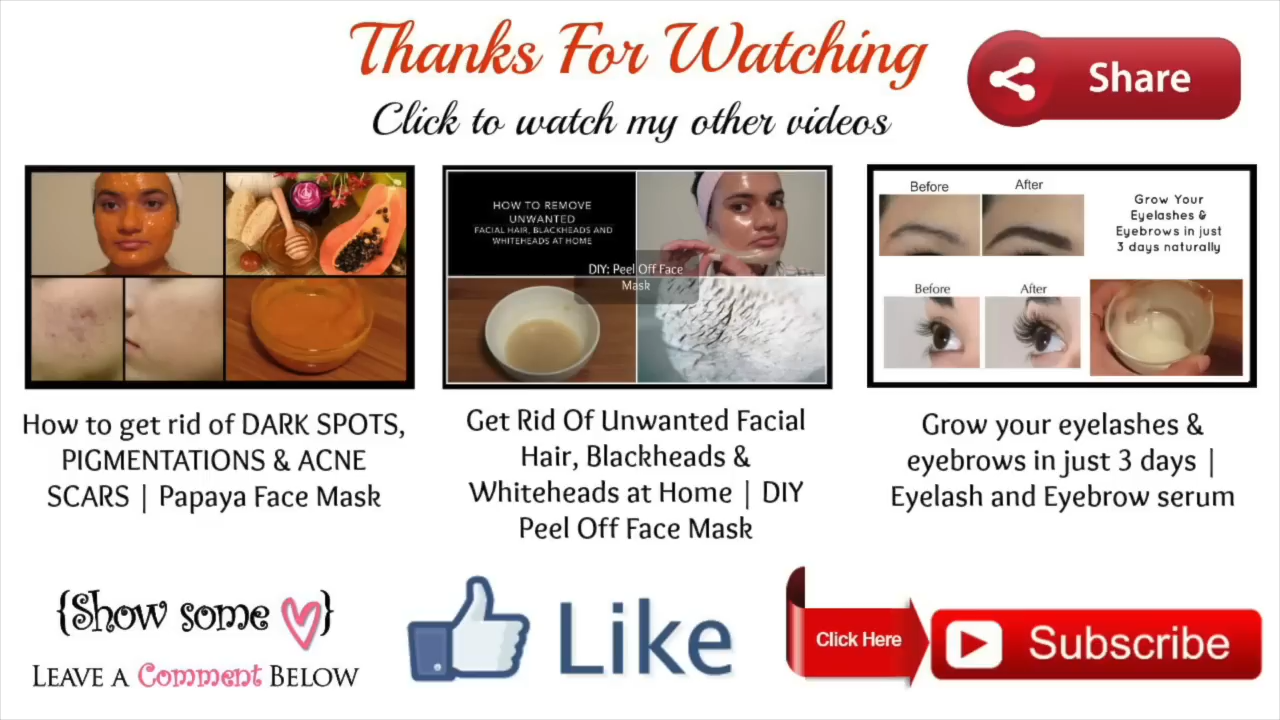 Thanks For Watching
Share
Click to watch my other videos
HOW TO REMOVE
UNWANTED
FACIAL HAIR, BLACKHEADS AND
WHITEHEADS AT HOME
DIY: Peel Off Face
Mask
Before
After
Grow Your
Eyelashes &
Eyebrows in just
3 days naturally
Before
After
How to get rid of DARK SPOTS,
PIGMENTATIONS & ACNE
SCARS | Papaya Face Mask
Get Rid Of Unwanted Facial
Hair, Blackheads &
Whiteheads at Home | DIY
Peel Off Face Mask
Grow your eyelashes &
eyebrows in just 3 days |
Eyelash and Eyebrow serum
{Show some }
LEAVE A Comment BELOW
Like
Click Here
Subscribe